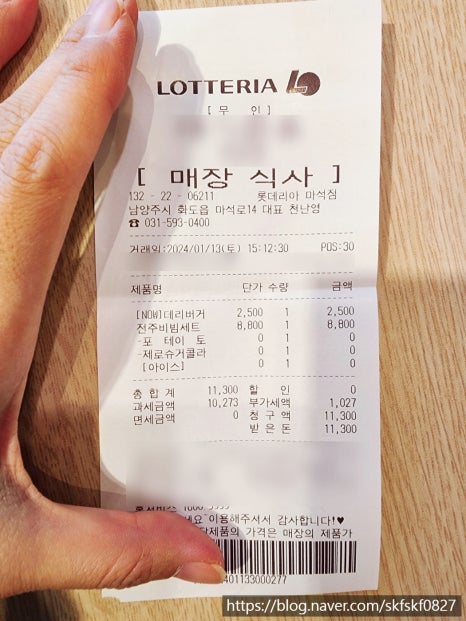 LOTTERIA
[ 무 인 ]
[ 매장 식사 ]
132 - 22 - 06211 롯데리아 마석점
남양주시 화도읍 마석로14 대표 천난영
☎ 031-593-0400
거래일:2024/01/13(토) 15:12:30 POS:30
제품명 단가 수량 금액
[NOW]데리버거 2,500 1 2,500
전주비빔세트 8,800 1 8,800
-포 테이 토 0 1 0
-제로슈거콜라 0 1 0
[아이스] 0 1 0
총 합 계 11,300 할 인 0
과세금액 10,273 부가세액 1,027
면세금액 0 청 구 액 11,300
받 은 돈 11,300
이용해주셔서 감사합니다!♥
제품의 가격은 매장의 제품가
401133000277
https://blog.naver.com/skfskf0827